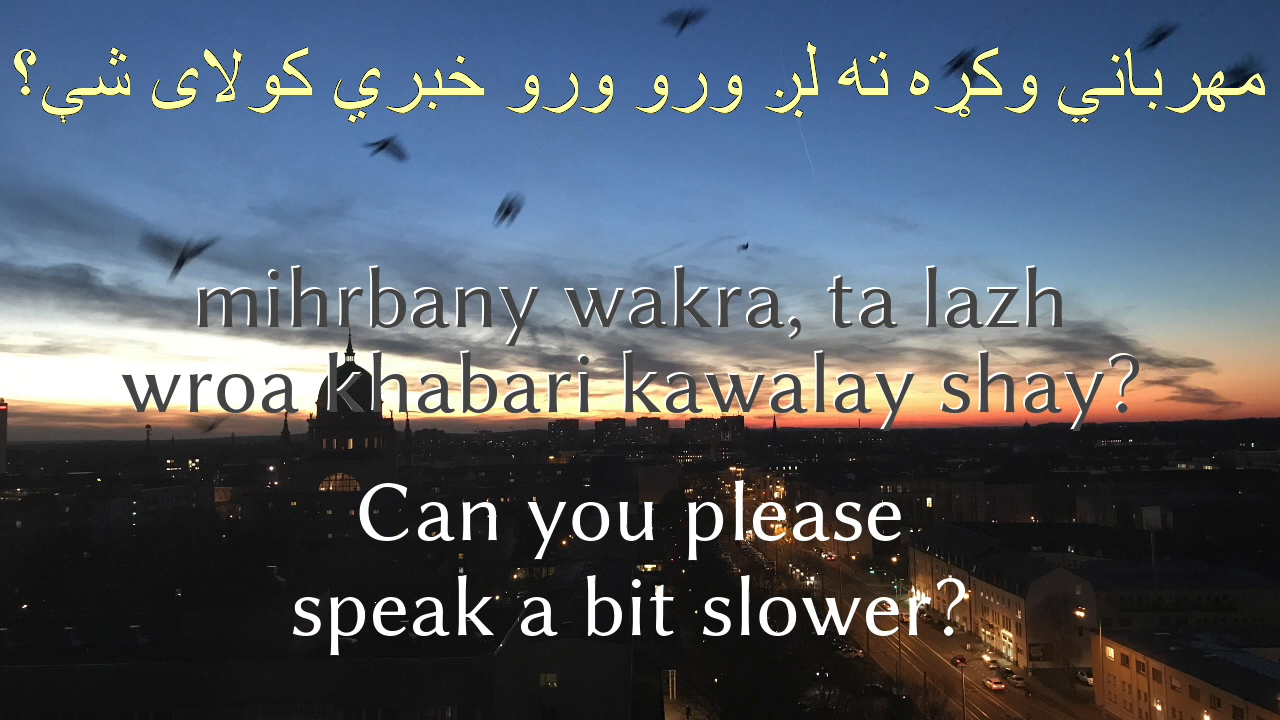 مهرباني وکړه ته لږ ورو ورو خبرې کولای شې؟
mihrbany wakra, ta lazh
wroa khabari kawalay shay?
Can you please
speak a bit slower?